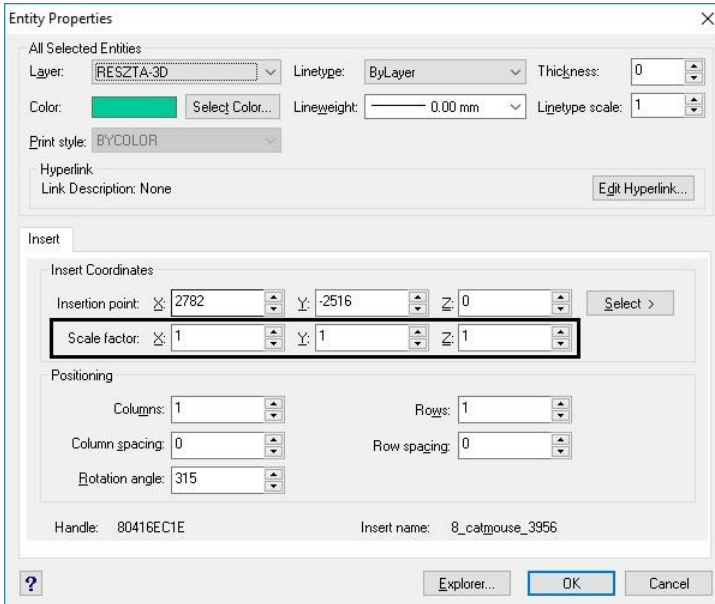 Entity Properties
All Selected Entities
Layer: RESZTA-3D Linetype: ByLayer Thickness: 0
Color: Select Color... Lineweight: 0.00 mm Linetype scale: 1
Print style: BYCOLOR
Hyperlink
Link Description: None Edit Hyperlink...
Insert
Insert Coordinates
Insertion point: X: 2782 Y: -2516 Z: 0 Select >
Scale factor: X: 1 Y: 1 Z: 1
Positioning
Columns: 1 Rows: 1
Column spacing: 0 Row spacing: 0
Rotation angle: 315
Handle: 80416EC1E Insert name: 8_catmouse_3956
? Explorer... OK Cancel